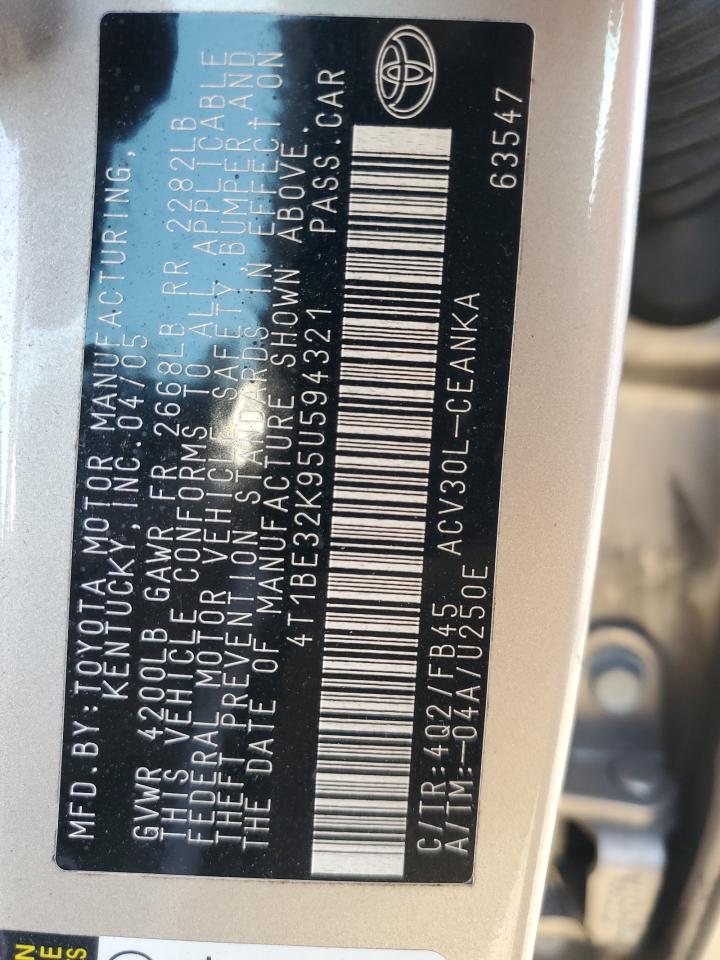 MFD.BY:TOYOTA MOTOR MANUFACTURING,
KENTUCKY,INC.04/05
GVWR 4200LB GAWR FR 2668LB RR 2282LB
THIS VEHICLE CONFORMS TO ALL APPLICABLE
FEDERAL MOTOR VEHICLE SAFETY,BUMPER,AND
THEFT PREVENTION STANDARDS IN EFFECT ON
THE DATE OF MANUFACTURE SHOWN ABOVE.
4T1BE32K95U594321 PASS.CAR
C/TR:4Q2/FB45 ACV30L-CEANKA
A/TM:-04A/U250E
63547
N
E
S